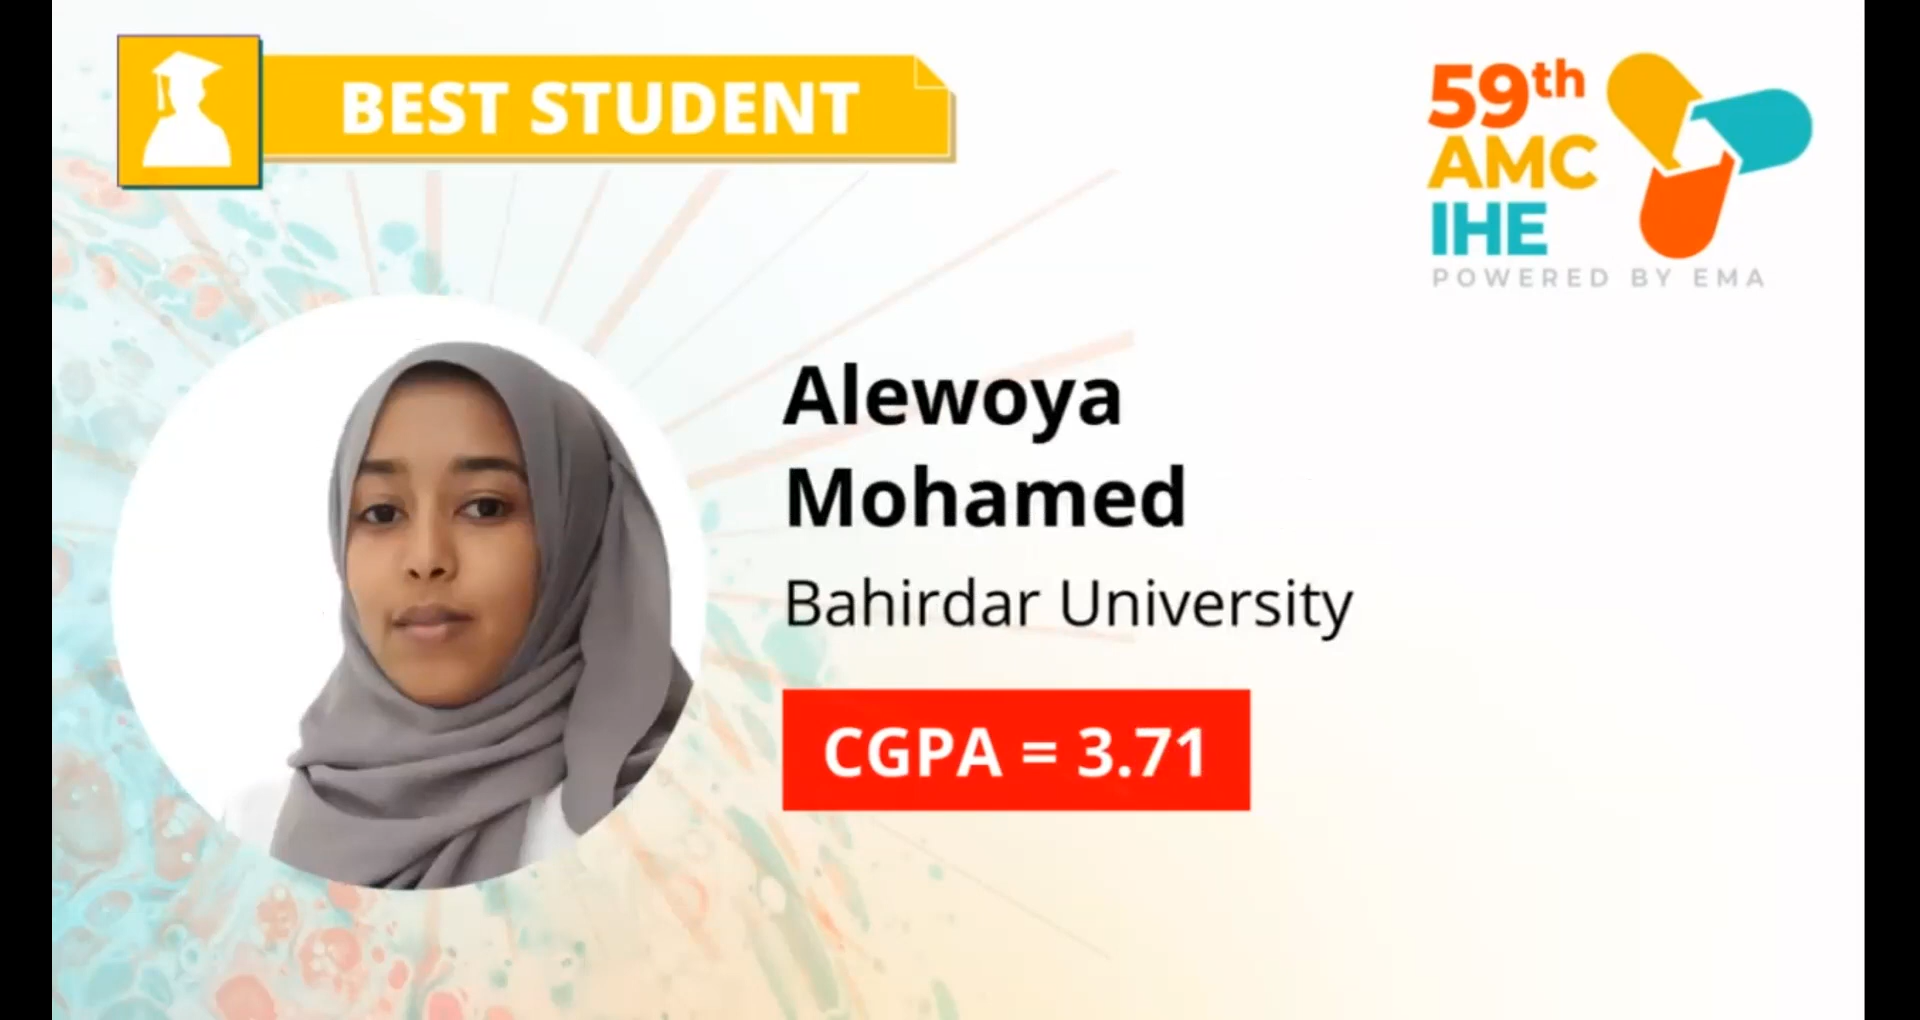 BEST STUDENT
59th
AMC
IHE
POWERED BY EMA
Alewoya
Mohamed
Bahirdar University
CGPA = 3.71